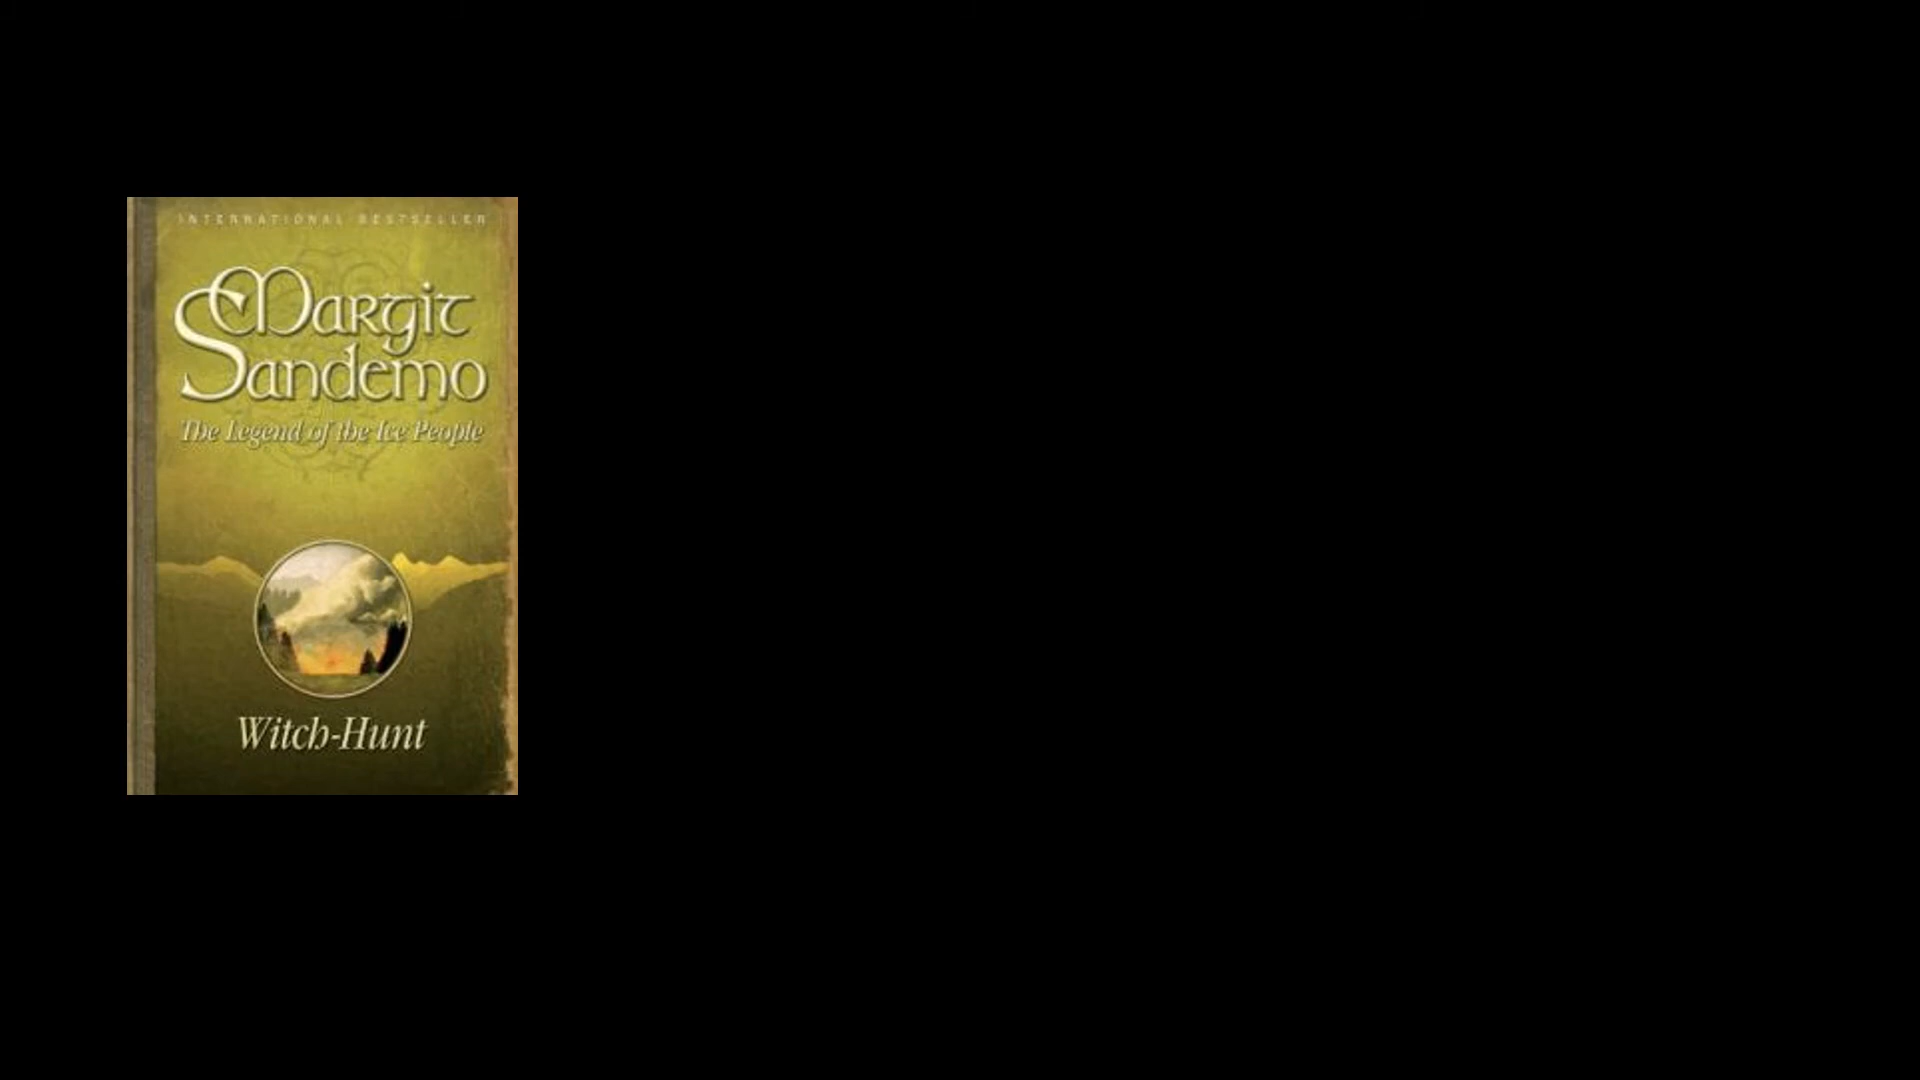 INTERNATIONAL BESTSELLER
Margit
Sandemo
The Legend of the Ice People
Witch-Hunt